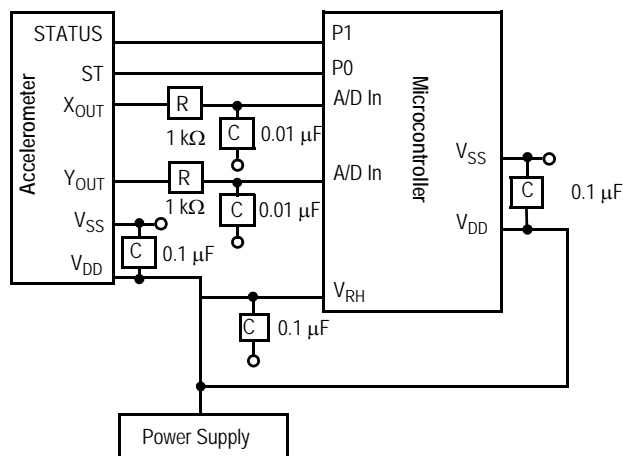 Accelerometer
STATUS
ST
XOUT
YOUT
VSS
VDD
R
1 kΩ
C
0.01 μF
R
1 kΩ
C
0.01 μF
C
0.1 μF
C
0.1 μF
Microcontroller
P1
P0
A/D In
A/D In
VRH
VSS
VDD
C
0.1 μF
Power Supply